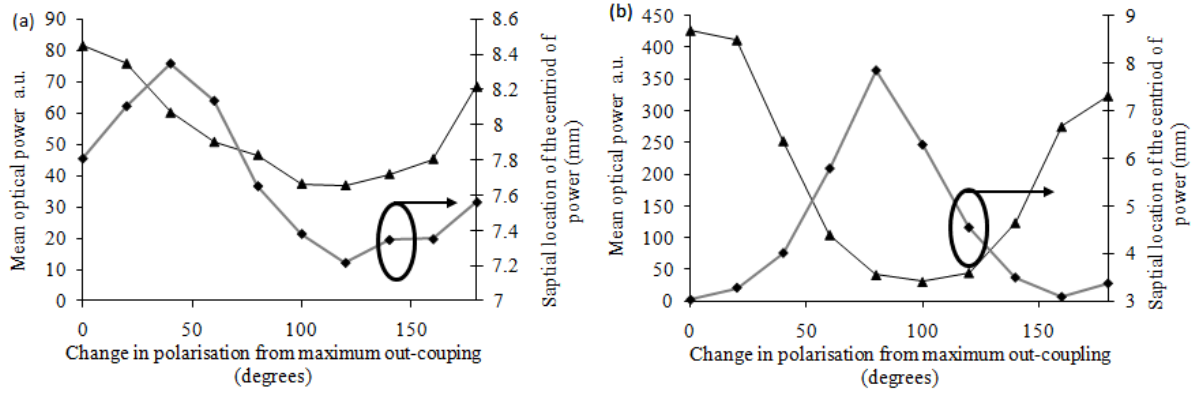 (a)
90
80
70
60
50
40
30
20
10
0
Mean optical power a.u.
8.6
8.4
8.2
8
7.8
7.6
7.4
7.2
7
Saptial location of the centriod of
power (mm)
0 50 100 150
Change in polarisation from maximum out-couping
(degrees)
(b)
450
400
350
300
250
200
150
100
50
0
Mean optical power a.u.
9
8
7
6
5
4
3
Saptial location of the centriod of
power (mm)
0 50 100 150
Change in polarisation from maximum out-coupling
(degrees)